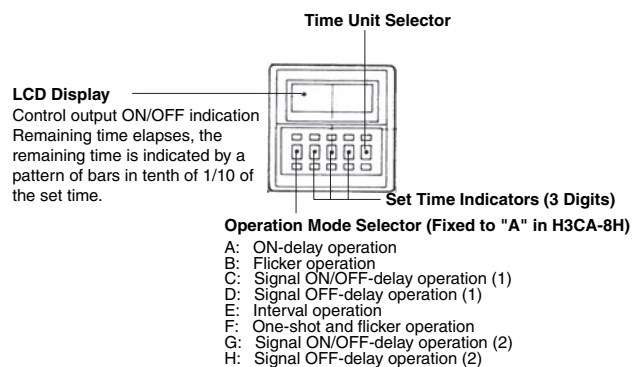 Time Unit Selector
LCD Display
Control output ON/OFF indication
Remaining time elapses, the
remaining time is indicated by a
pattern of bars in tenth of 1/10 of
the set time.
Set Time Indicators (3 Digits)
Operation Mode Selector (Fixed to "A" in H3CA-8H)
A: ON-delay operation
B: Flicker operation
C: Signal ON/OFF-delay operation (1)
D: Signal OFF-delay operation (1)
E: Interval operation
F: One-shot and flicker operation
G: Signal ON/OFF-delay operation (2)
H: Signal OFF-delay operation (2)